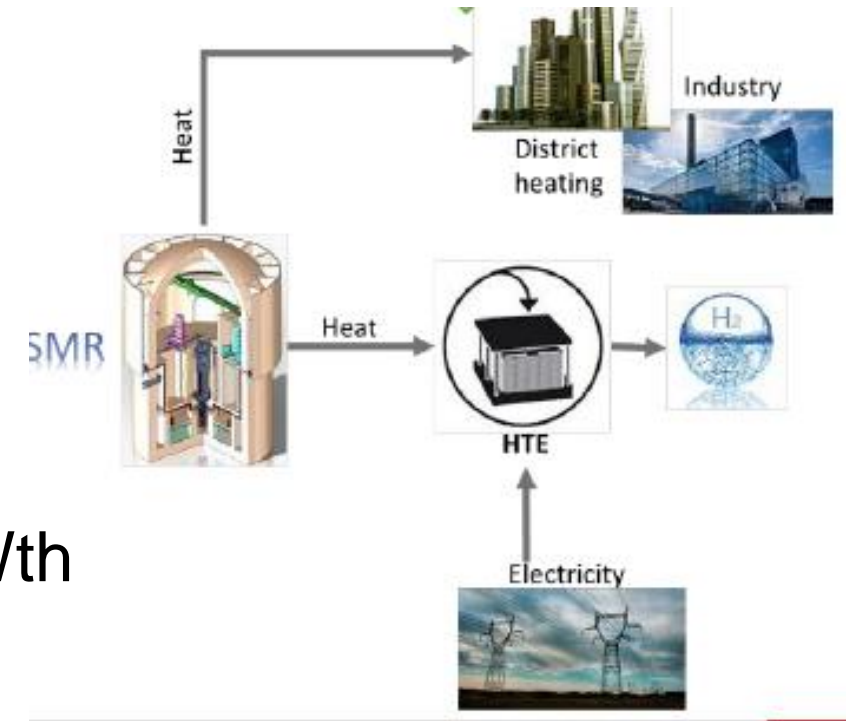 Industry
District
heating
Heat
SMR
Heat
H₂
HTE
/th
Electricity